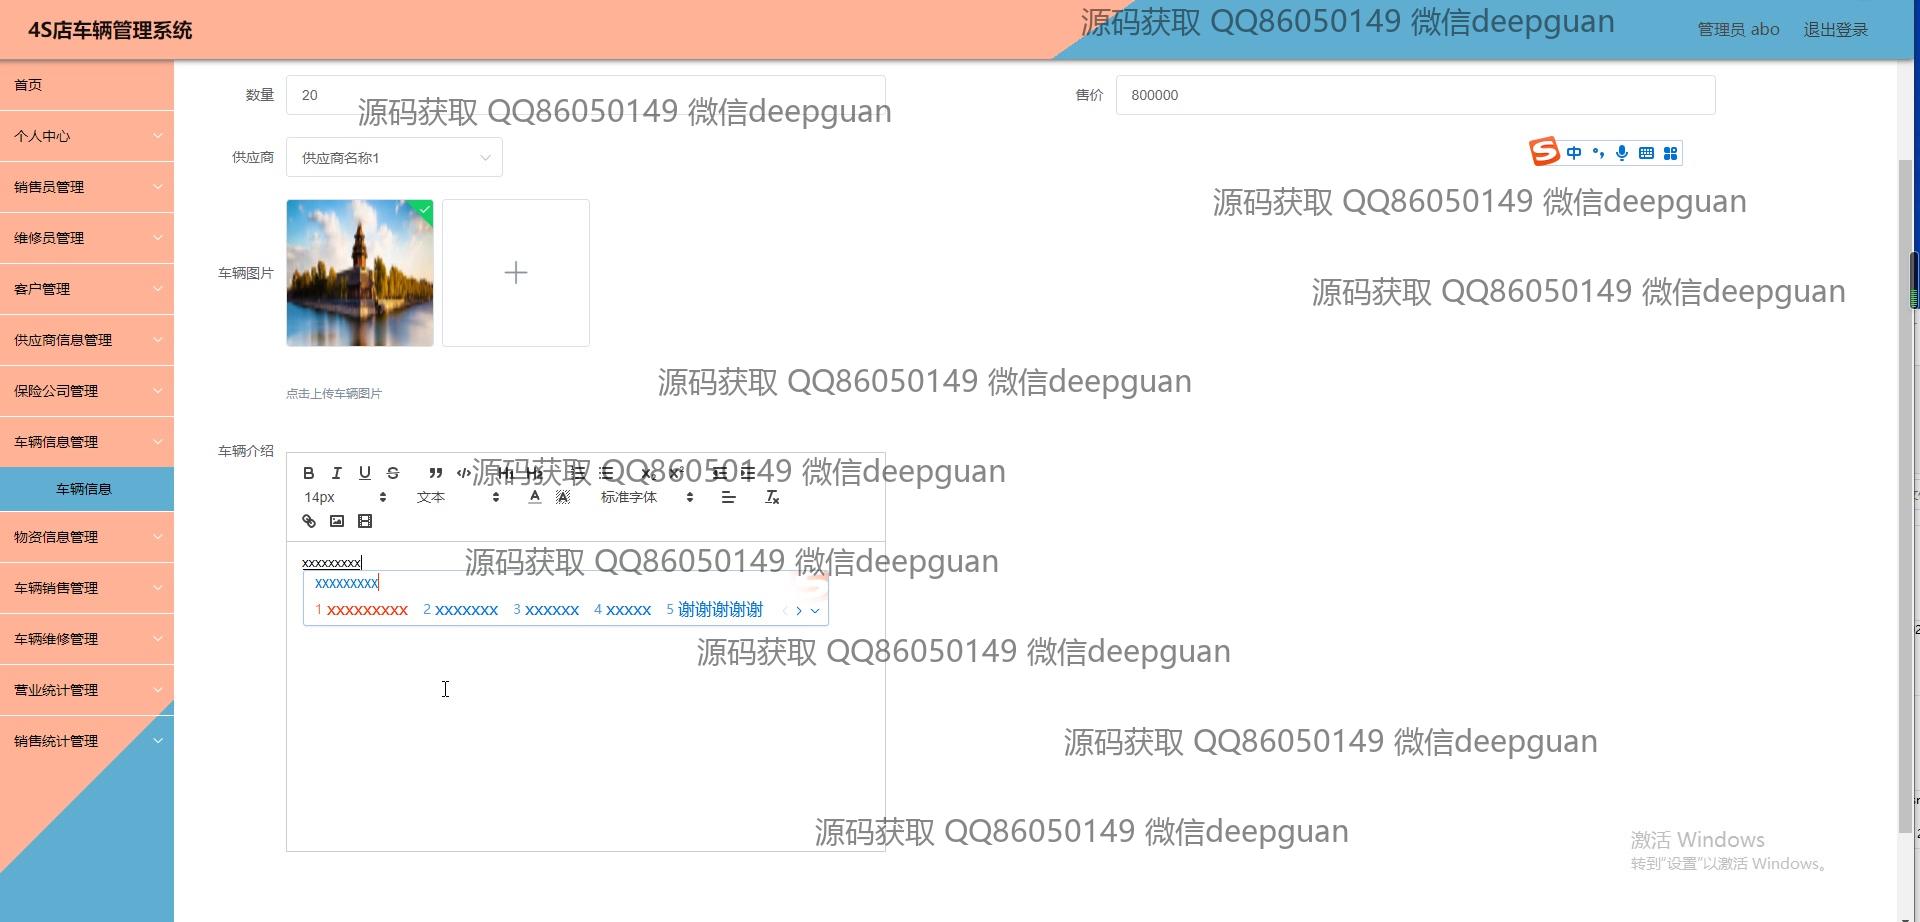 4S店车辆管理系统
源码获取 QQ86050149 微信deepguan
管理员 abo
退出登录
首页
个人中心
销售员管理
维修员管理
客户管理
供应商信息管理
保险公司管理
车辆信息管理
车辆信息
物资信息管理
车辆销售管理
车辆维修管理
营业统计管理
销售统计管理
数量
20
售价
800000
源码获取 QQ86050149 微信deepguan
供应商
供应商名称1
中
源码获取 QQ86050149 微信deepguan
车辆图片
源码获取 QQ86050149 微信deepguan
源码获取 QQ86050149 微信deepguan
点击上传车辆图片
车辆介绍
源码获取 QQ86050149 微信deepguan
14px
文本
标准字体
xxxxxxxxx
源码获取 QQ86050149 微信deepguan
xxxxxxxxx
1 xxxxxxxxx 2 xxxxxxx 3 xxxxxx 4 xxxxx 5 谢谢谢谢谢
源码获取 QQ86050149 微信deepguan
源码获取 QQ86050149 微信deepguan
源码获取 QQ86050149 微信deepguan
激活 Windows
转到“设置”以激活 Windows。